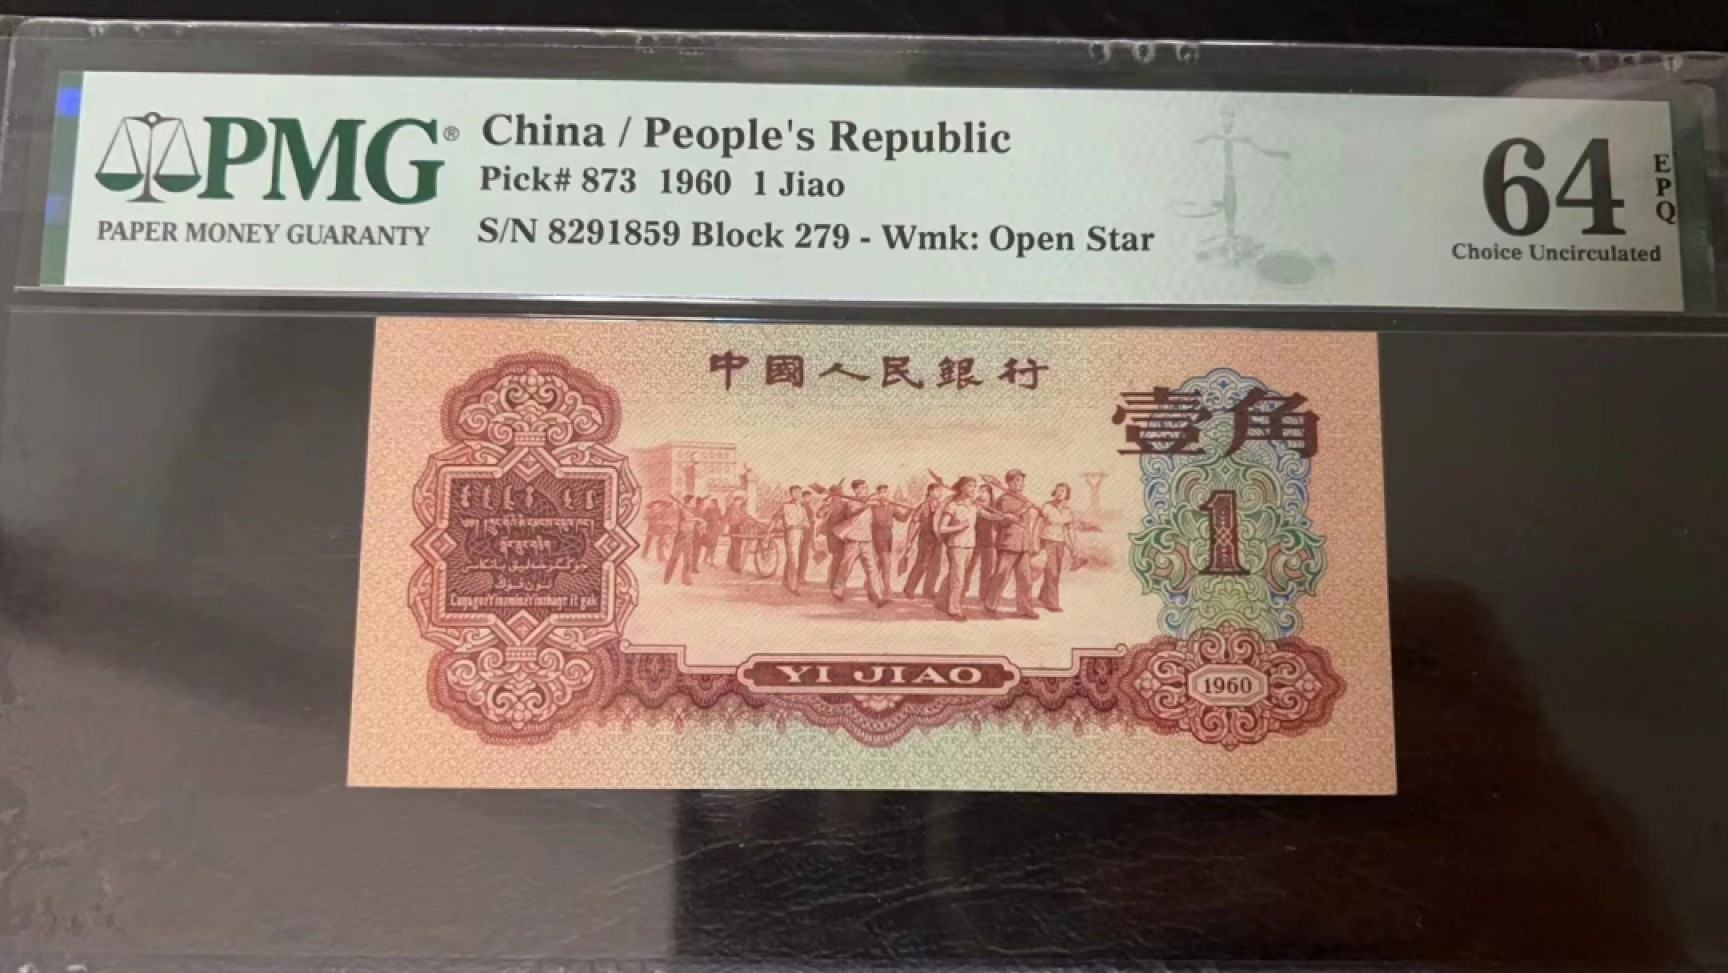 PMG®
PAPER MONEY GUARANTY
China / People's Republic
Pick# 873 1960 1 Jiao
S/N 8291859 Block 279 - Wmk: Open Star
64
EPQ
Choice Uncirculated
中國人民銀行
壹角
1
YI JIAO
1960